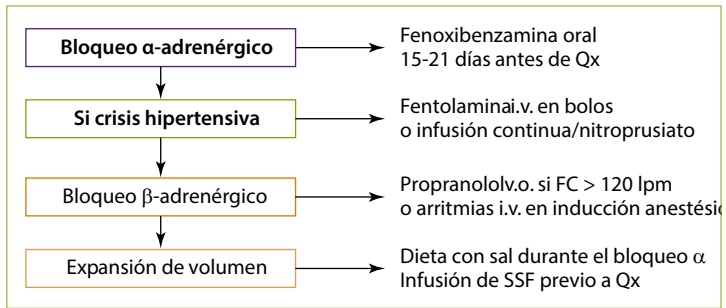 Bloqueo α-adrenérgico
Fenoxibenzamina oral
15-21 días antes de Qx
Si crisis hipertensiva
Fentolaminai.v. en bolos
o infusión continua/nitroprusiato
Bloqueo β-adrenérgico
Propranololv.o. si FC > 120 lpm
o arritmias i.v. en inducción anestésic
Expansión de volumen
Dieta con sal durante el bloqueo α
Infusión de SSF previo a Qx